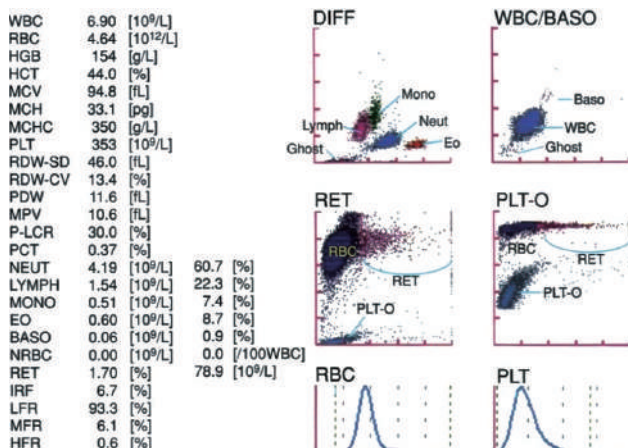 WBC 6.90 [10⁹/L]
RBC 4.64 [10¹²/L]
HGB 154 [g/L]
HCT 44.0 [%]
MCV 94.8 [fL]
MCH 33.1 [pg]
MCHC 350 [g/L]
PLT 353 [10⁹/L]
RDW-SD 46.0 [fL]
RDW-CV 13.4 [%]
PDW 11.6 [fL]
MPV 10.6 [fL]
P-LCR 30.0 [%]
PCT 0.37 [%]
NEUT 4.19 [10⁹/L] 60.7 [%]
LYMPH 1.54 [10⁹/L] 22.3 [%]
MONO 0.51 [10⁹/L] 7.4 [%]
EO 0.60 [10⁹/L] 8.7 [%]
BASO 0.06 [10⁹/L] 0.9 [%]
NRBC 0.00 [10⁹/L] 0.0 [/100WBC]
RET 1.70 [%] 78.9 [10⁹/L]
IRF 6.7 [%]
LFR 93.3 [%]
MFR 6.1 [%]
HFR 0.6 [%]
DIFF
Mono
Lymph
Neut
Ghost
Eo
WBC/BASO
Baso
WBC
Ghost
RET
RBC
RET
PLT-O
PLT-O
RBC
RET
PLT-O
RBC
PLT